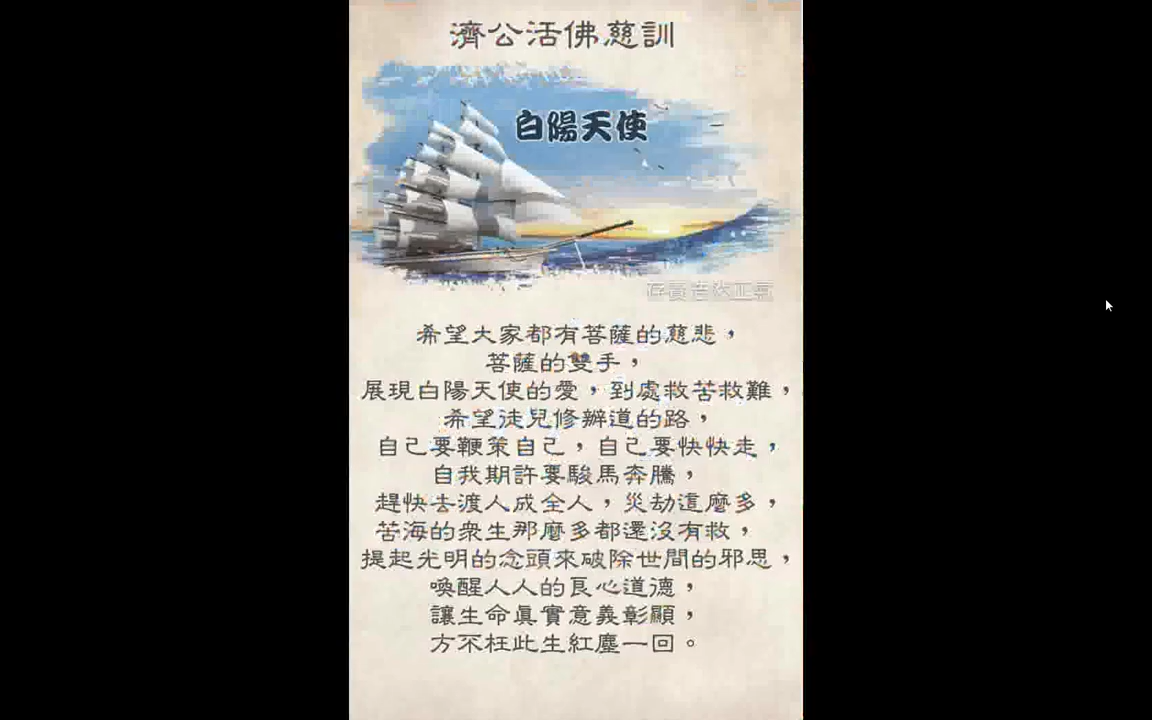 濟公活佛慈訓
白陽天使
希望大家都有菩薩的慈悲，
菩薩的雙手，
展現白陽天使的愛，到處救苦救難，
希望徒兒修辦道的路，
自己要鞭策自己，自己要快快走，
自我期許要駿馬奔騰，
趕快去渡人成全人，災劫這麼多，
苦海的眾生那麼多都還沒有救，
提起光明的念頭來破除世間的邪思，
喚醒人人的良心道德，
讓生命真實意義彰顯，
方不枉此生紅塵一回。